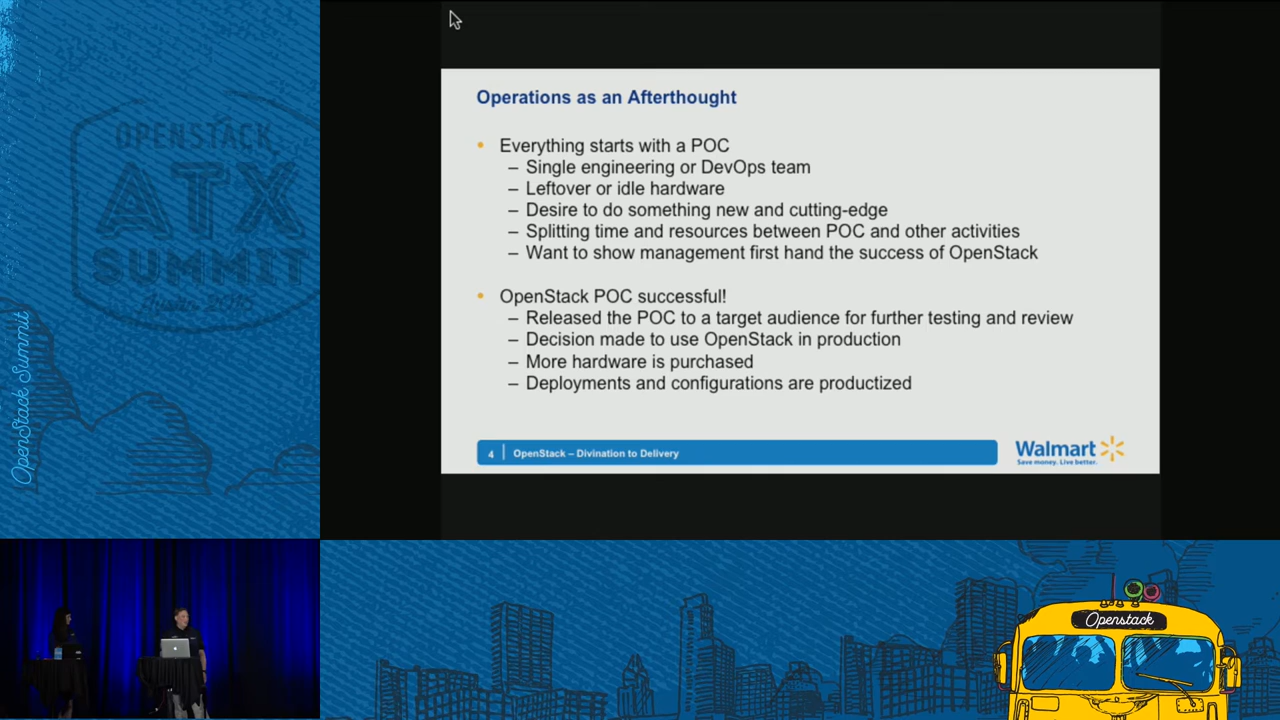 OPENSTACK
ATX
SUMMIT
Austin 2016
OpenStack Summit
Operations as an Afterthought
• Everything starts with a POC
– Single engineering or DevOps team
– Leftover or idle hardware
– Desire to do something new and cutting-edge
– Splitting time and resources between POC and other activities
– Want to show management first hand the success of OpenStack
• OpenStack POC successful!
– Released the POC to a target audience for further testing and review
– Decision made to use OpenStack in production
– More hardware is purchased
– Deployments and configurations are productized
4 | OpenStack – Divination to Delivery
Walmart
Save money. Live better.
Openstack